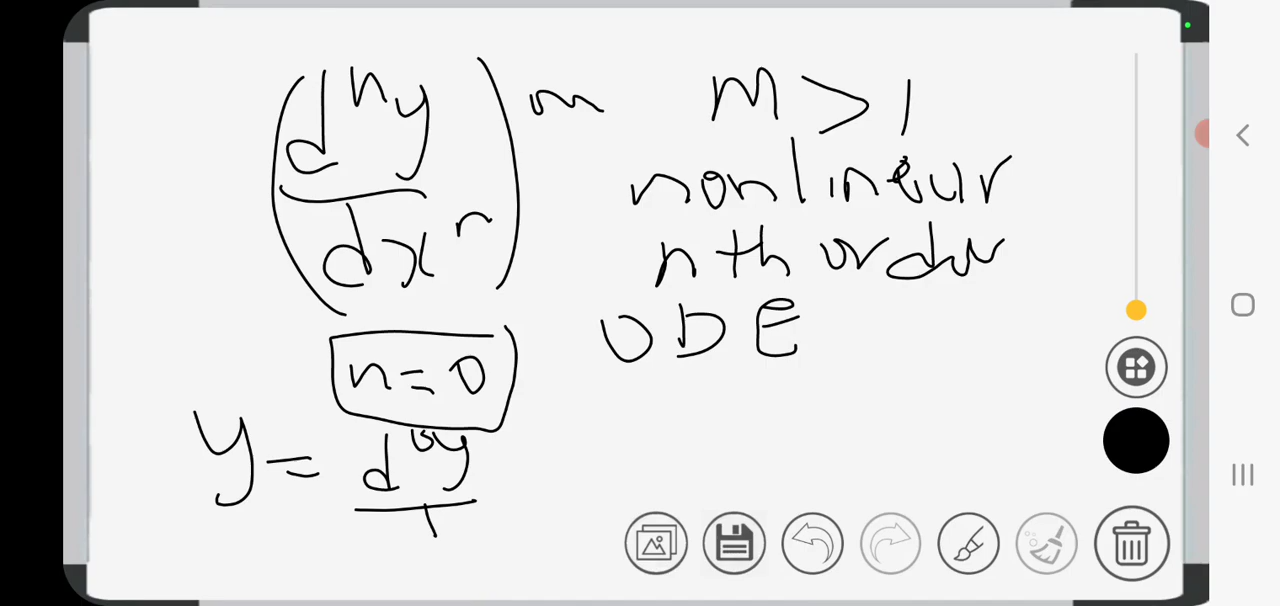 (dⁿy/dxⁿ)ᵐ m>1
nonlinear
nth order
ODE
n=0
y = d⁰y